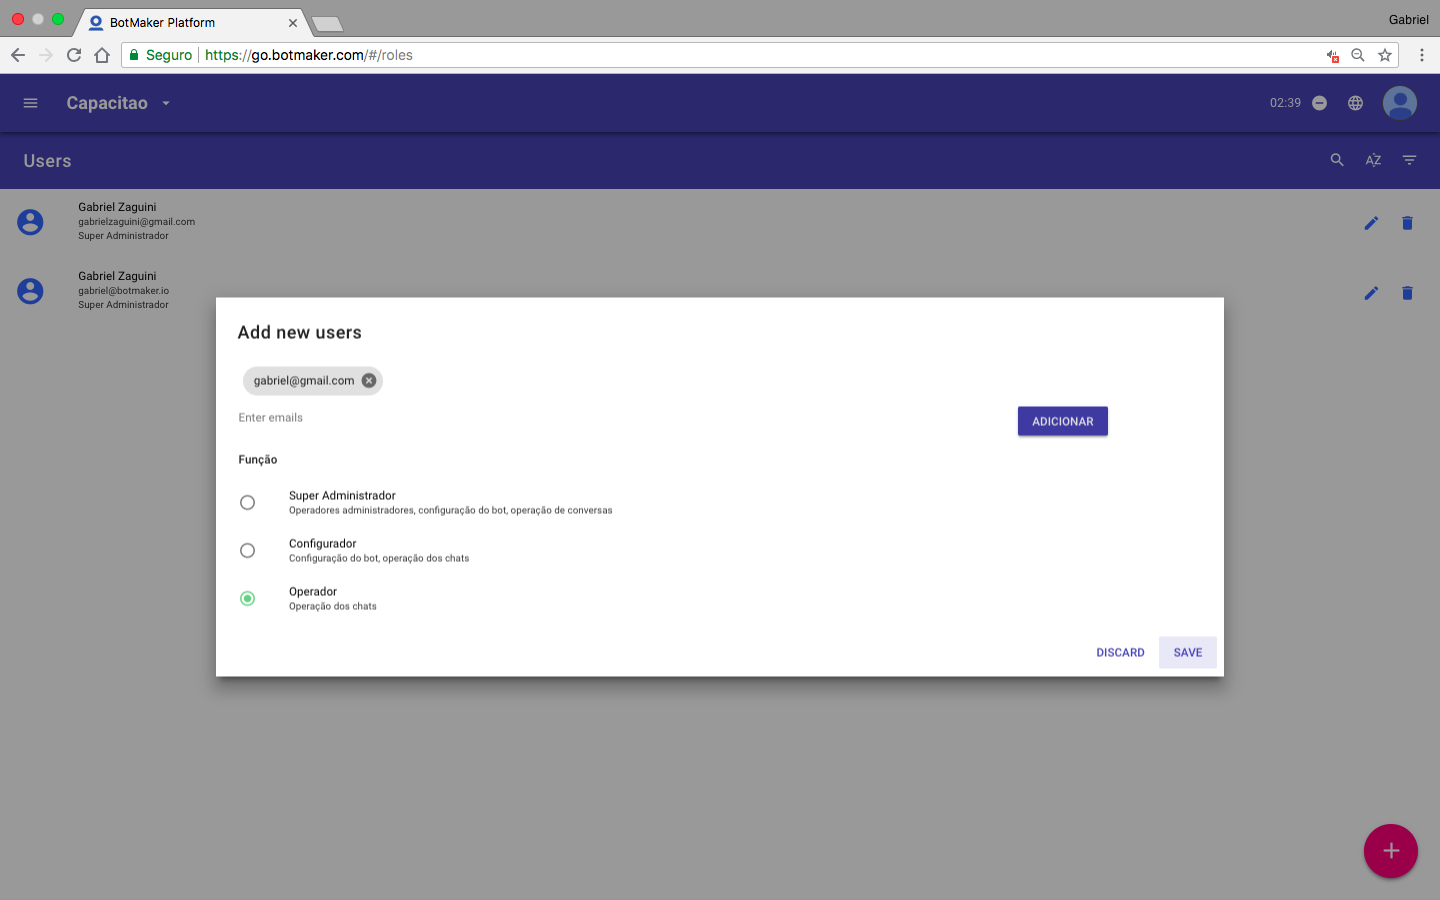 BotMaker Platform
Gabriel
Seguro https://go.botmaker.com/#/roles
Capacitao
02:39
Users
AZ
Gabriel Zaguini
gabrielzaguini@gmail.com
Super Administrador
Gabriel Zaguini
gabriel@botmaker.io
Super Administrador
Add new users
gabriel@gmail.com
Enter emails
ADICIONAR
Função
Super Administrador
Operadores administradores, configuração do bot, operação de conversas
Configurador
Configuração do bot, operação dos chats
Operador
Operação dos chats
DISCARD
SAVE